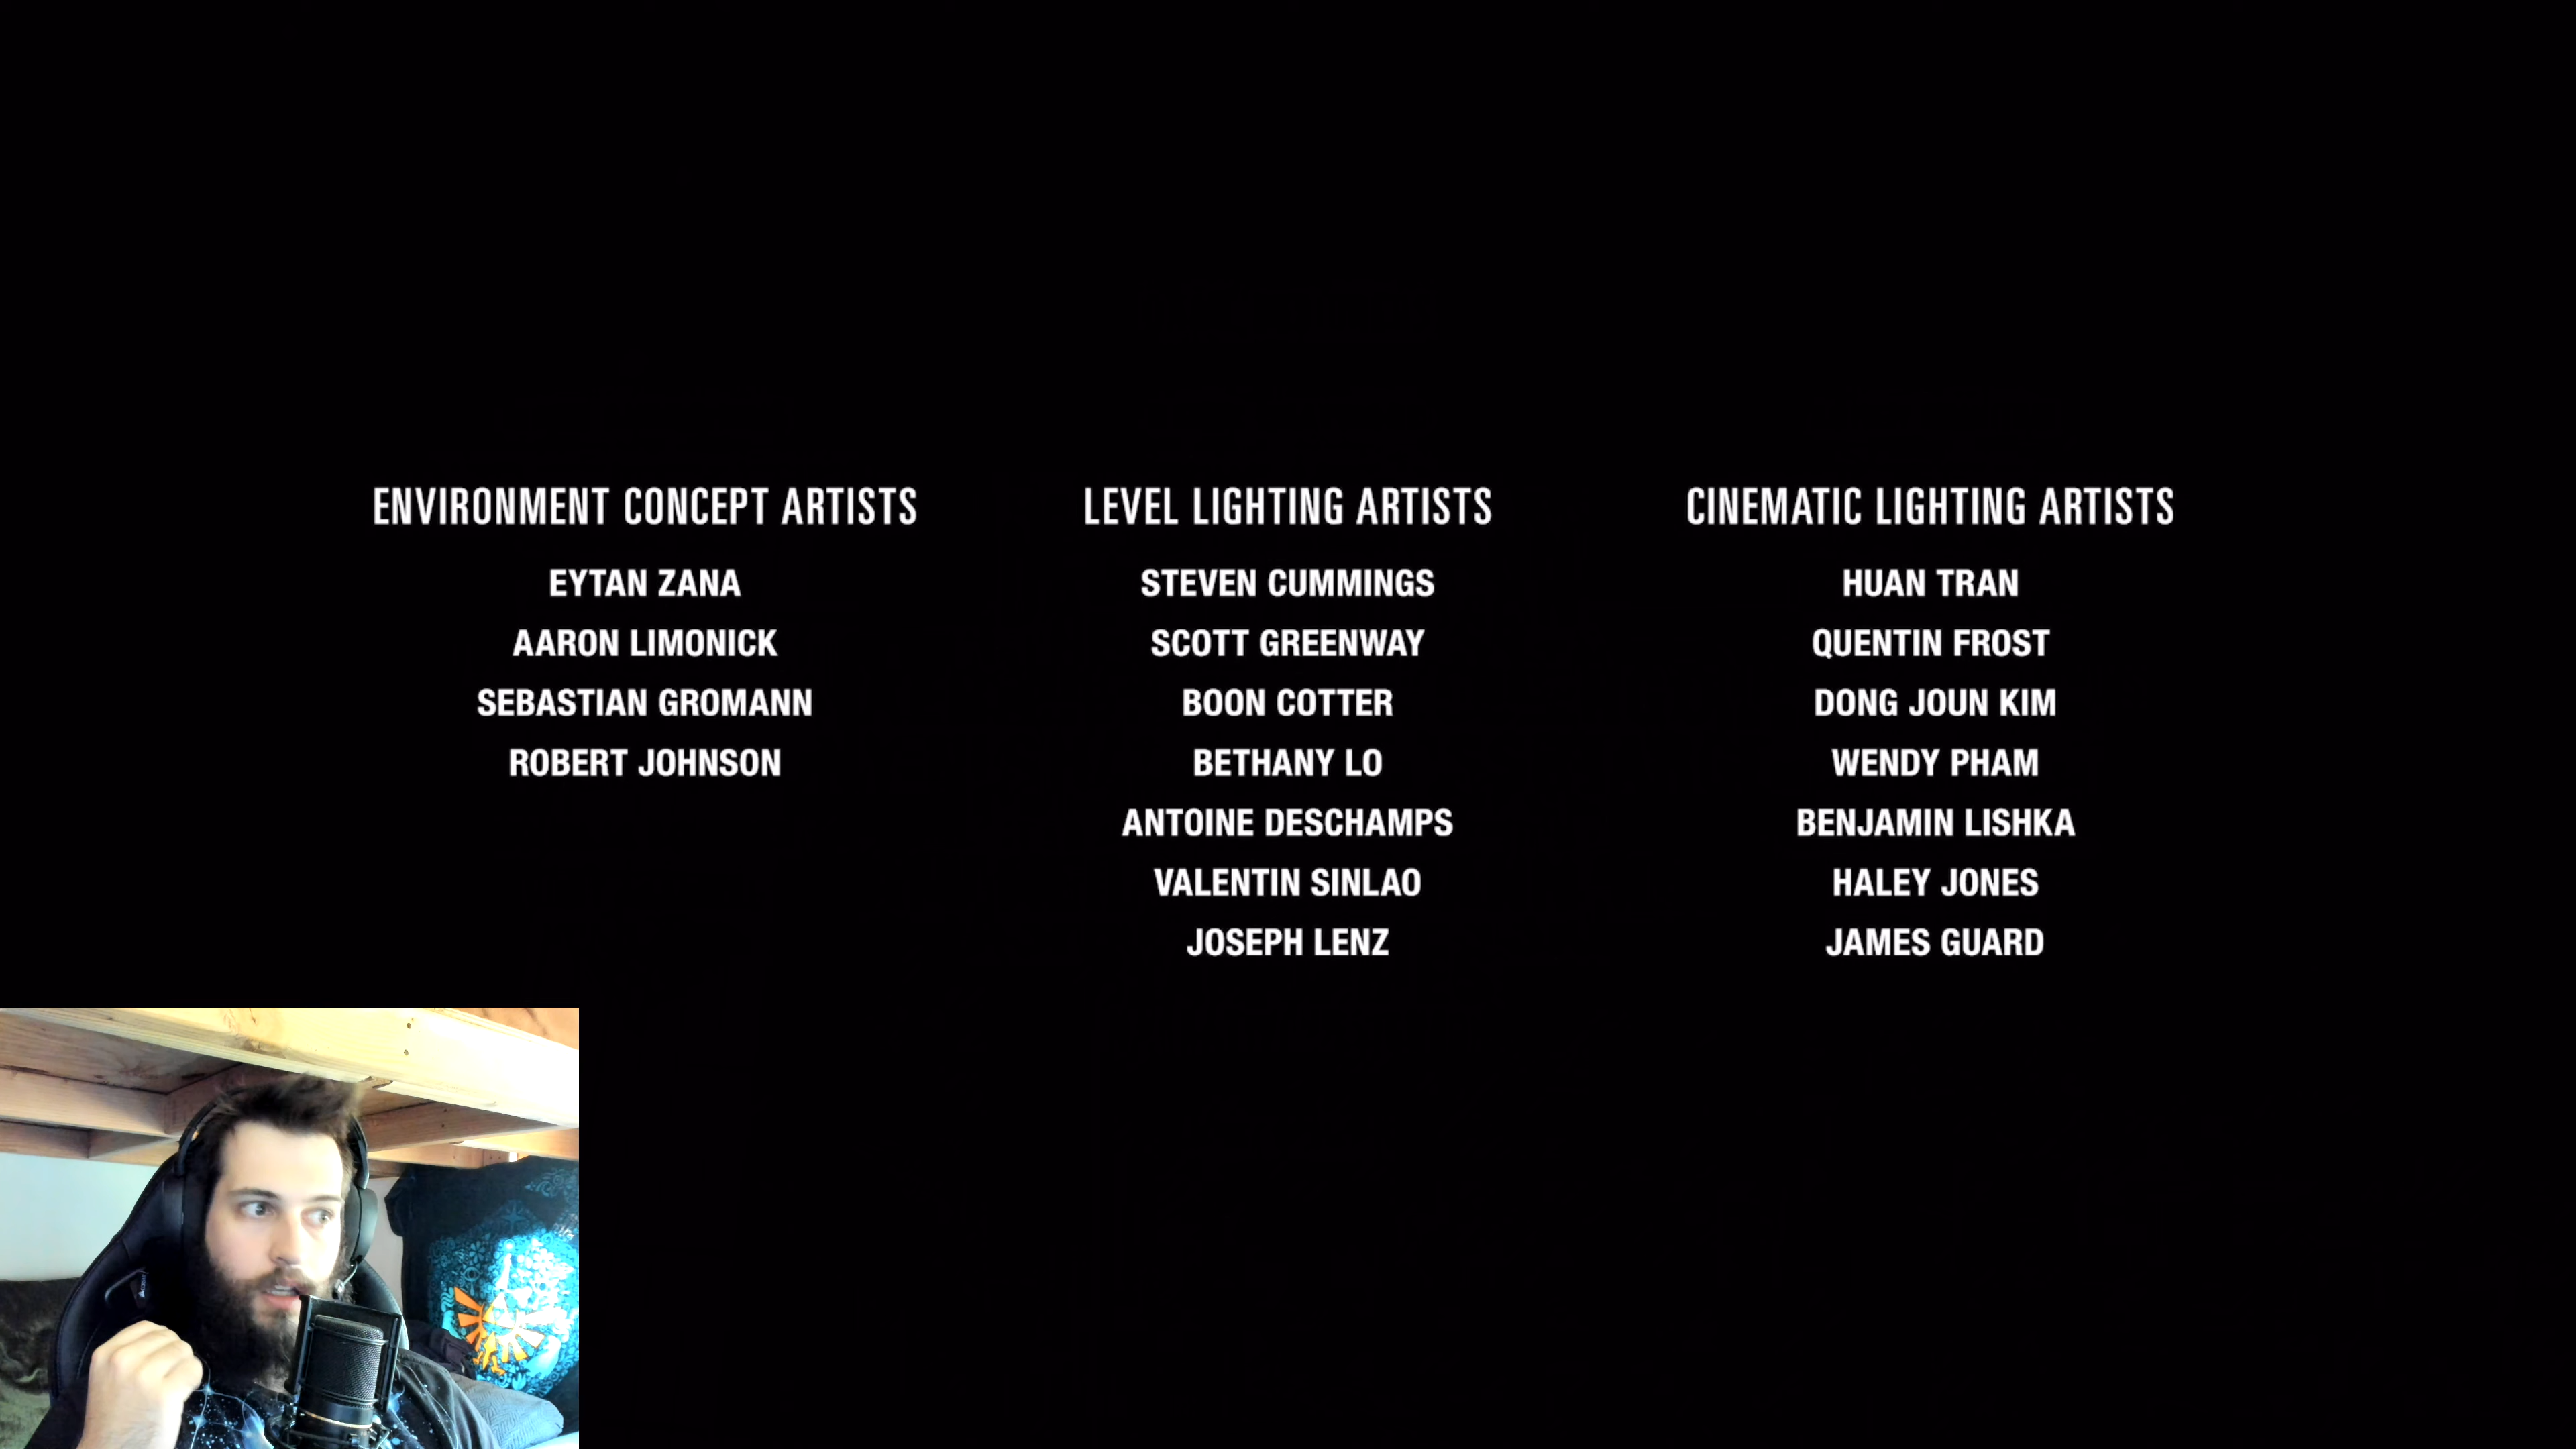 ENVIRONMENT CONCEPT ARTISTS
EYTAN ZANA
AARON LIMONICK
SEBASTIAN GROMANN
ROBERT JOHNSON
LEVEL LIGHTING ARTISTS
STEVEN CUMMINGS
SCOTT GREENWAY
BOON COTTER
BETHANY LO
ANTOINE DESCHAMPS
VALENTIN SINLAO
JOSEPH LENZ
CINEMATIC LIGHTING ARTISTS
HUAN TRAN
QUENTIN FROST
DONG JOUN KIM
WENDY PHAM
BENJAMIN LISHKA
HALEY JONES
JAMES GUARD